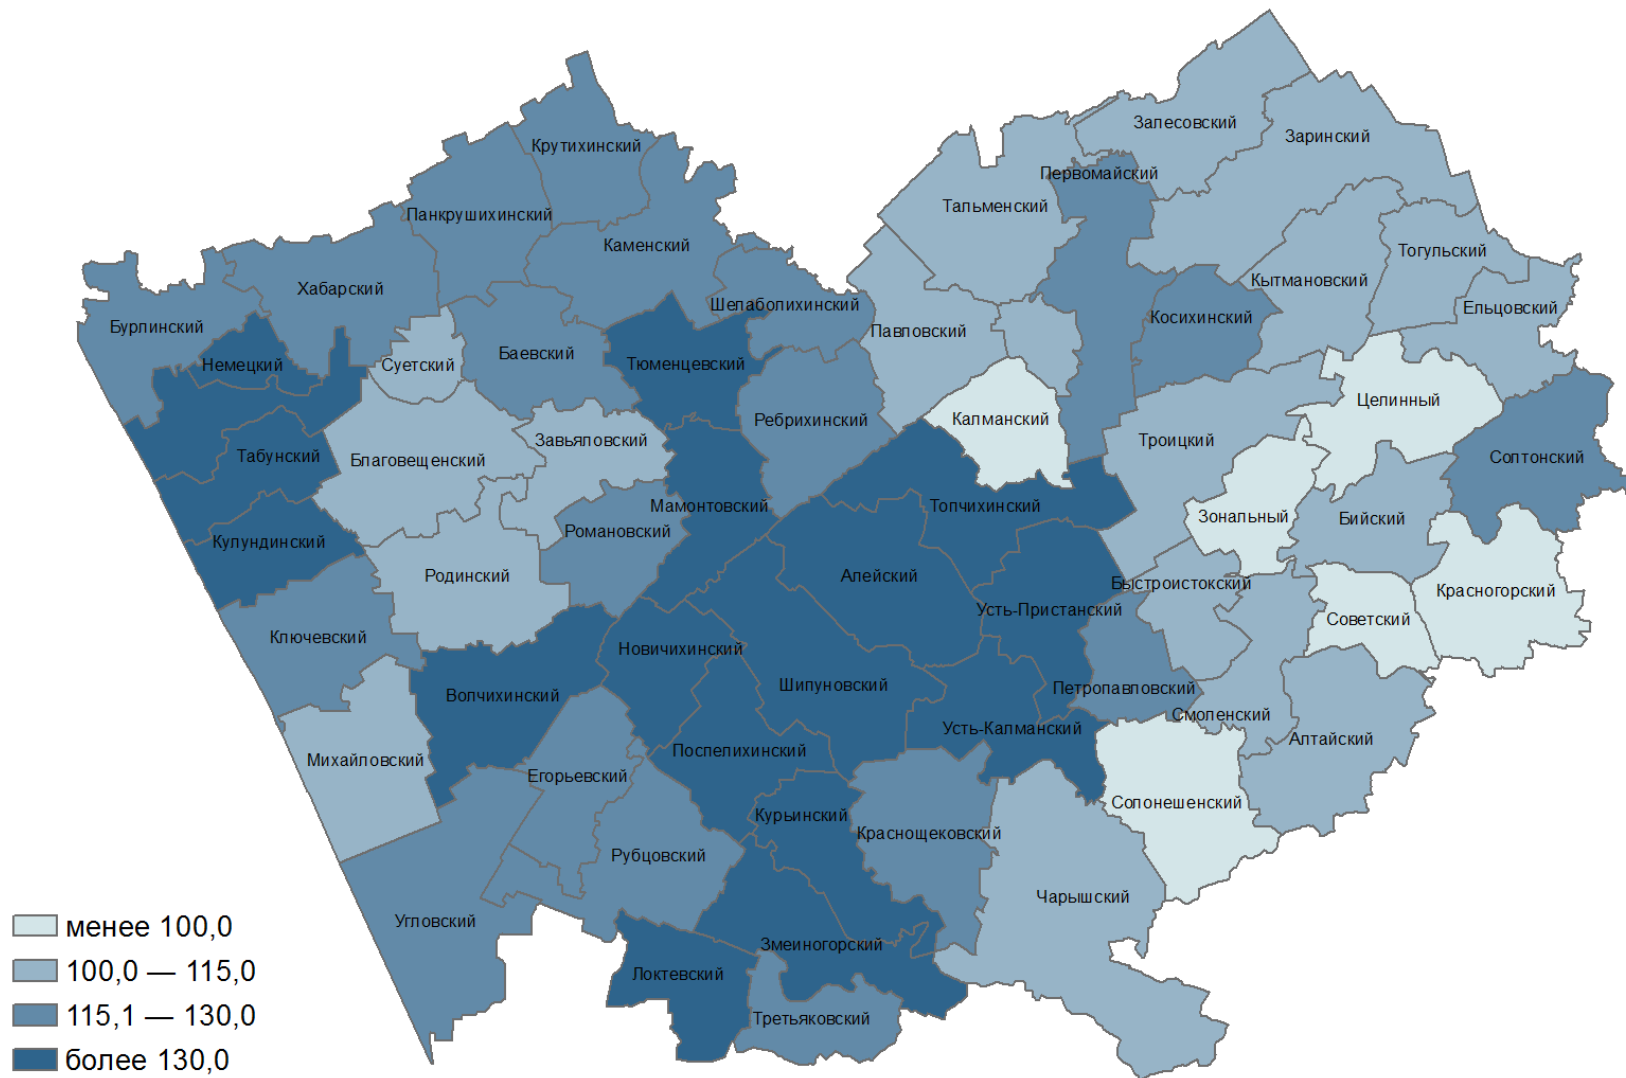 Залесовский
Заринский
Крутихинский
Первомайский
Тальменский
Панкрушихинский
Каменский
Тогульский
Кытмановский
Хабарский
Шелаболихинский
Ельцовский
Косихинский
Бурлинский
Павловский
Баевский
Немецкий
Суетский
Тюменцевский
Целинный
Ребрихинский
Калманский
Завьяловский
Троицкий
Табунский
Благовещенский
Солтонский
Мамонтовский
Топчихинский
Зональный
Бийский
Романовский
Кулундинский
Родинский
Алейский
Быстроистокский
Красногорский
Усть-Пристанский
Советский
Ключевский
Новичихинский
Шипуновский
Петропавловский
Волчихинский
Смоленский
Усть-Калманский
Алтайский
Поспелихинский
Михайловский
Егорьевский
Солонешенский
Курьинский
Краснощековский
Рубцовский
Чарышский
Угловский
Змеиногорский
Локтевский
Третьяковский
менее 100,0
100,0 — 115,0
115,1 — 130,0
более 130,0